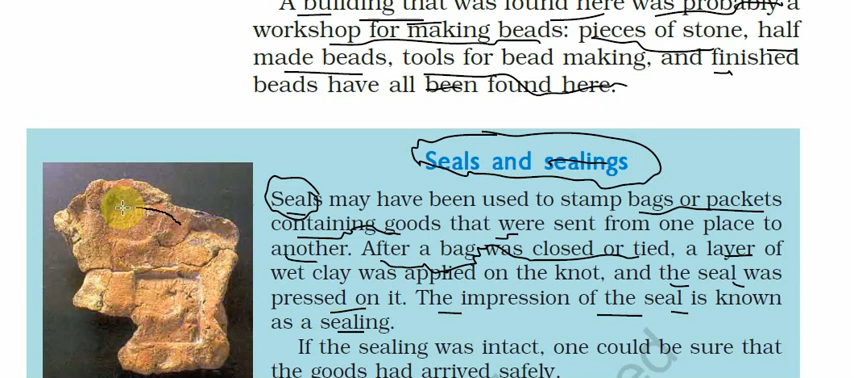 A building that was found here was probably a
workshop for making beads: pieces of stone, half
made beads, tools for bead making, and finished
beads have all been found here.
Seals and sealings
Seals may have been used to stamp bags or packets
containing goods that were sent from one place to
another. After a bag was closed or tied, a layer of
wet clay was applied on the knot, and the seal was
pressed on it. The impression of the seal is known
as a sealing.
If the sealing was intact, one could be sure that
the goods had arrived safely.